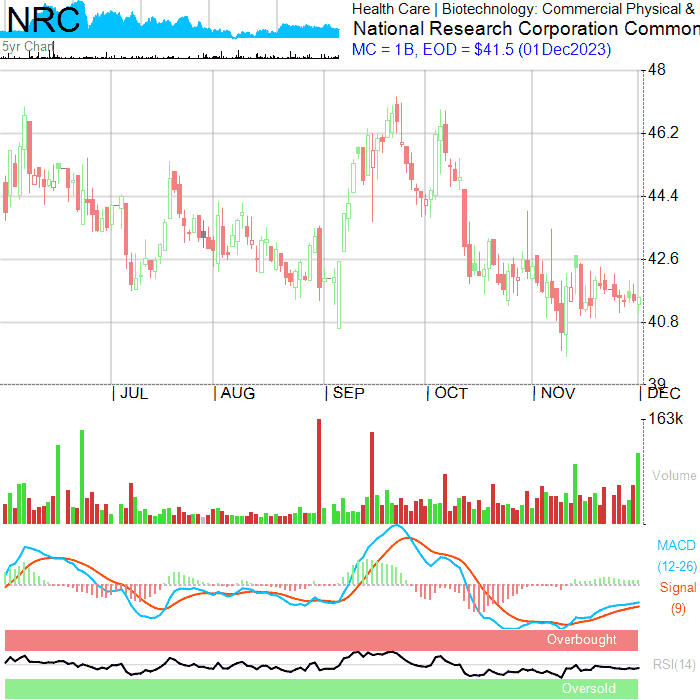 NRC
5yr Chart
Health Care | Biotechnology: Commercial Physical &
National Research Corporation Common
MC = 1B, EOD = $41.5 (01Dec2023)
48
46.2
44.4
42.6
40.8
39
| JUL | AUG | SEP | OCT | NOV | DEC
163k
Volume
MACD
(12-26)
Signal
(9)
Overbought
RSI(14)
Oversold